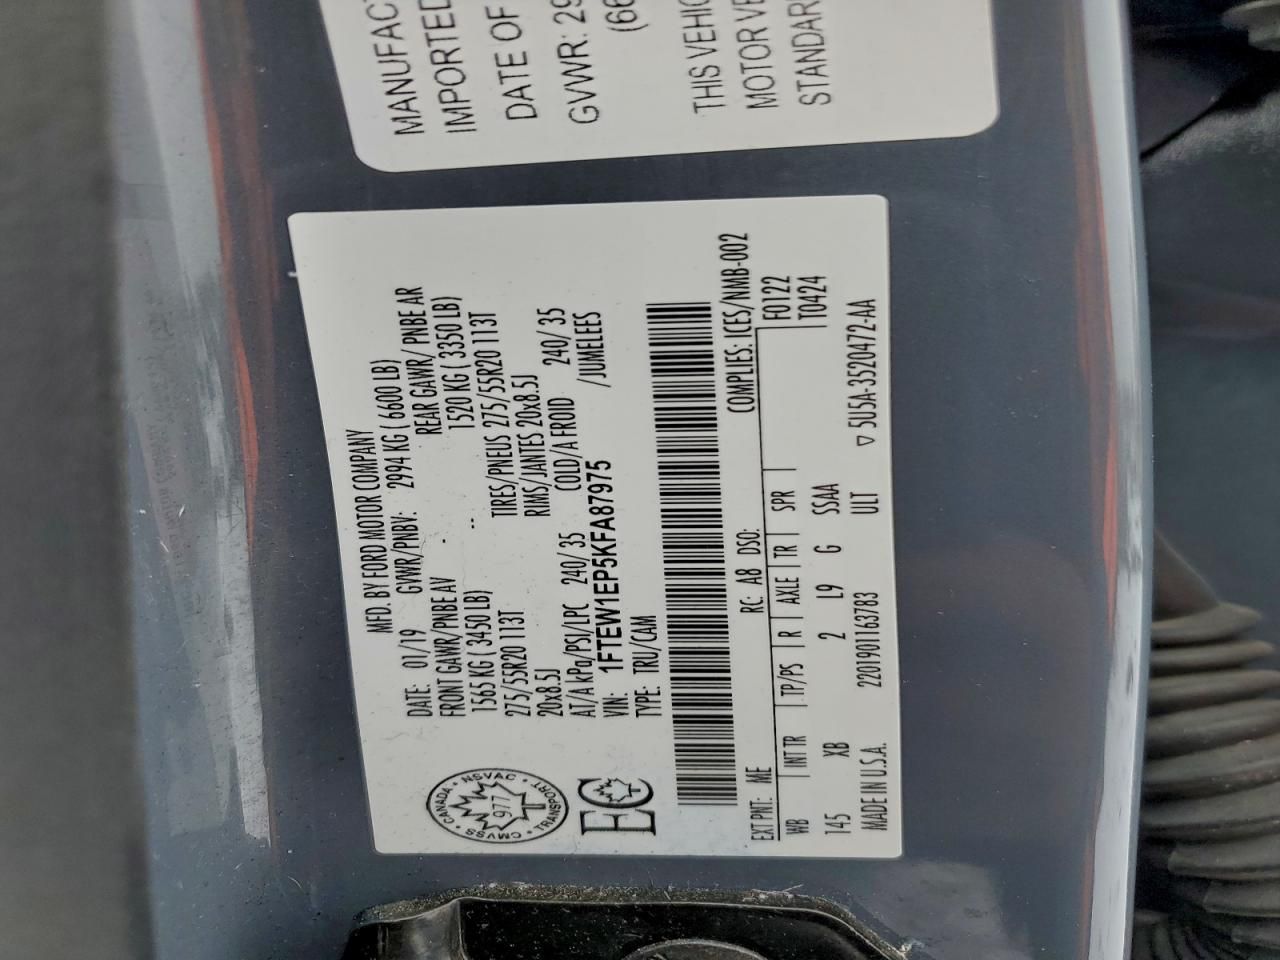 MANUFAC
IMPORTED
DATE OF
GVWR: 29
(66
THIS VEHIC
MOTOR VE
STANDAR
MFD. BY FORD MOTOR COMPANY
DATE: 01/19 GVWR/PNBV: 2994 KG ( 6600 LB)
FRONT GAWR/PNBE AV REAR GAWR/ PNBE AR
1565 KG ( 3450 LB) -- 1520 KG ( 3350 LB)
275/55R20 113T TIRES/PNEUS 275/55R20 113T
20x8.5J RIMS/JANTES 20x8.5J
AT/A kPa/PSI/LPC 240/ 35 COLD/A FROID 240/ 35
VIN: 1FTEW1EP5KFA87975 /JUMELEES
TYPE: TRU/CAM
CANADA • NSVAC • TRANSPORT • CMVSS
977
T
EC
COMPLIES: ICES/NMB-002
EXT PNT: ME RC: A8 DSO: F0122
WB INT TR TP/PS R AXLE TR SPR T0424
145 XB 2 L9 G SSAA
MADE IN U.S.A. 2201901163783 ULT ▽ 5U5A-3520472-AA